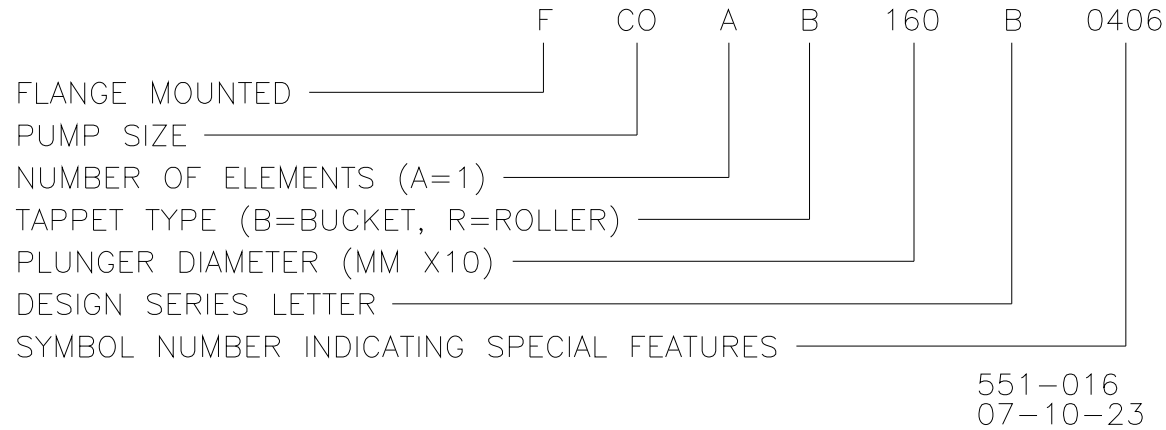 F CO A B 160 B 0406
FLANGE MOUNTED
PUMP SIZE
NUMBER OF ELEMENTS (A=1)
TAPPET TYPE (B=BUCKET, R=ROLLER)
PLUNGER DIAMETER (MM X10)
DESIGN SERIES LETTER
SYMBOL NUMBER INDICATING SPECIAL FEATURES
551-016
07-10-23